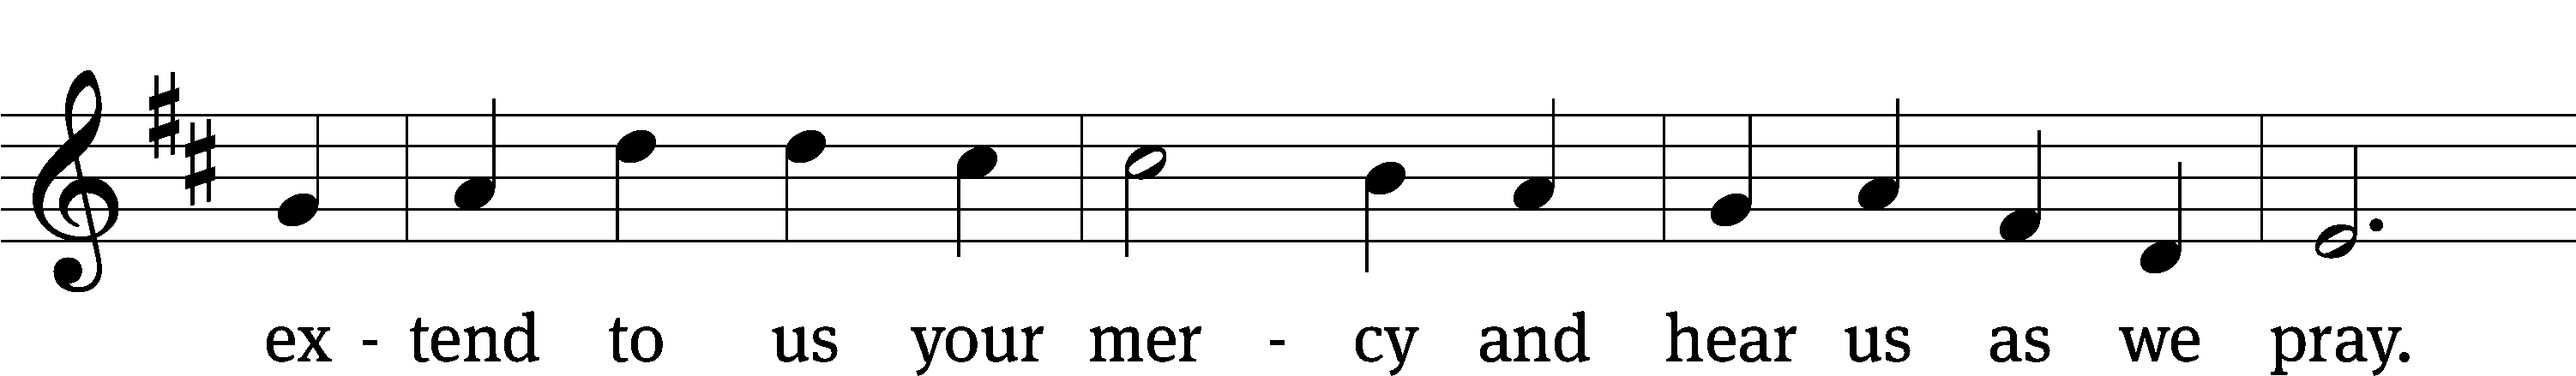 ex - tend to us your mer - cy and hear us as we pray.